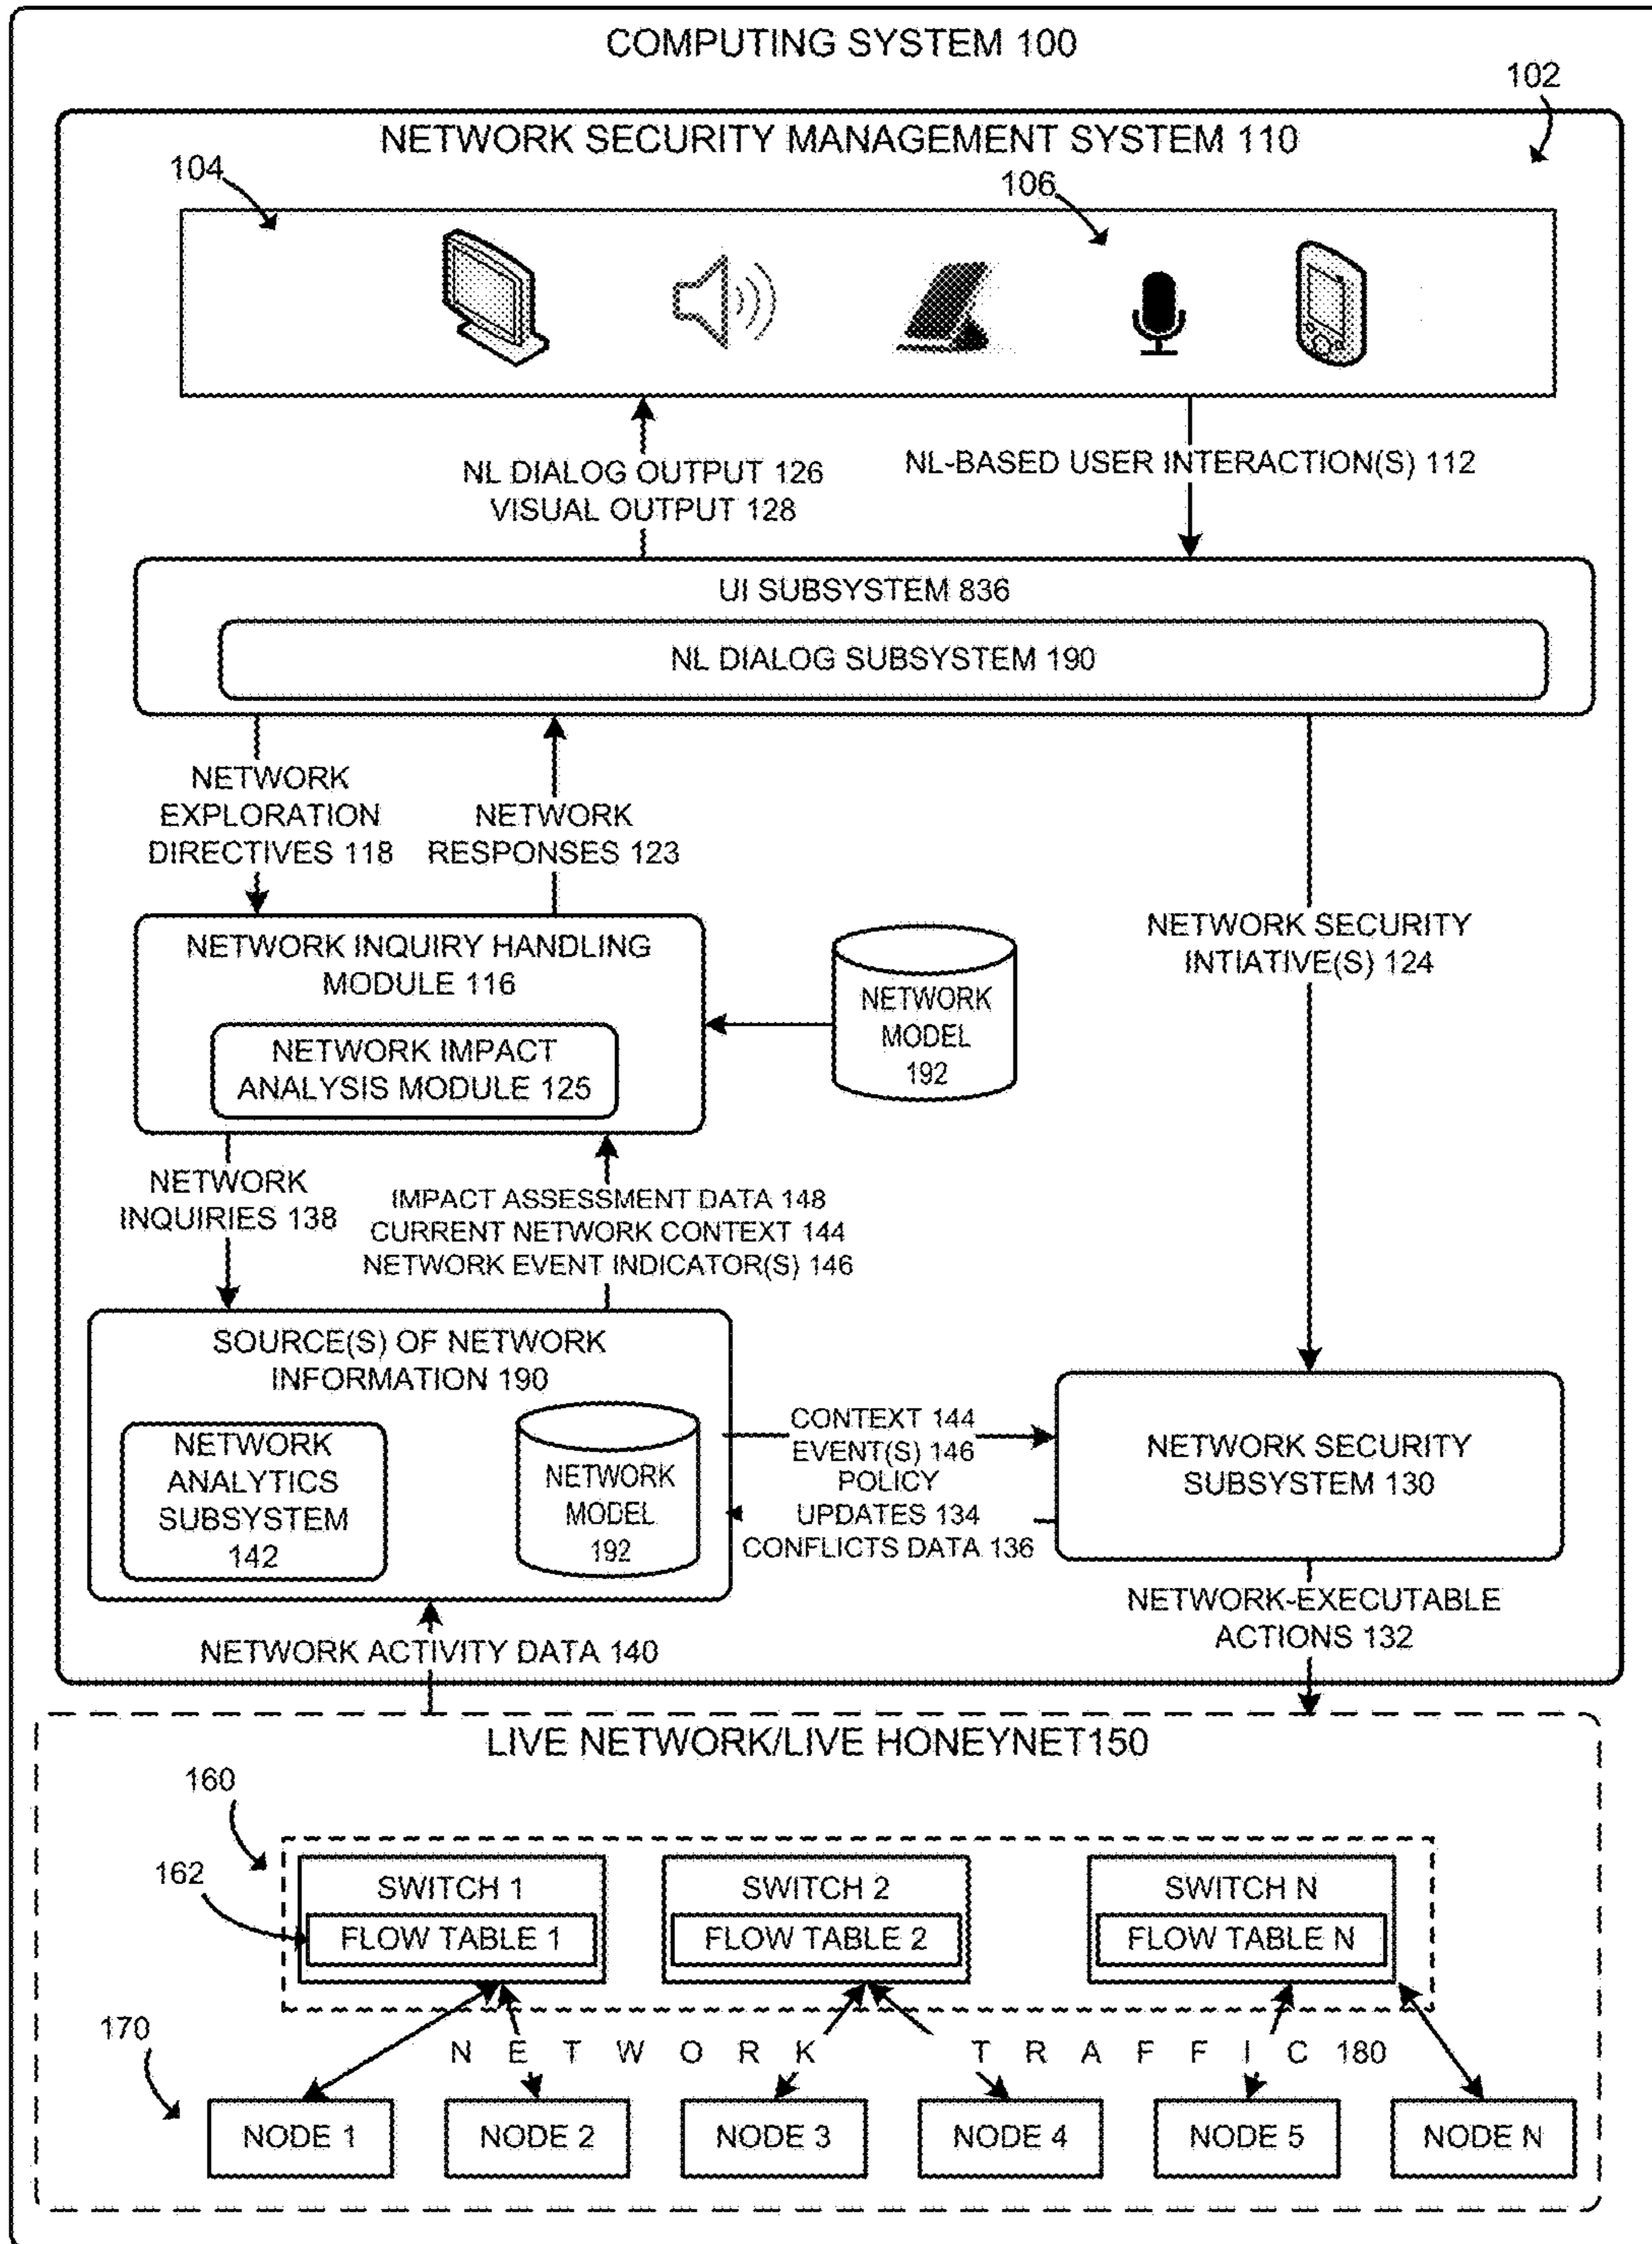 COMPUTING SYSTEM 100
102
NETWORK SECURITY MANAGEMENT SYSTEM 110
104
106
NL DIALOG OUTPUT 126
VISUAL OUTPUT 128
NL-BASED USER INTERACTION(S) 112
UI SUBSYSTEM 836
NL DIALOG SUBSYSTEM 190
NETWORK
EXPLORATION
DIRECTIVES 118
NETWORK
RESPONSES 123
NETWORK SECURITY
INTIATIVE(S) 124
NETWORK INQUIRY HANDLING
MODULE 116
NETWORK IMPACT
ANALYSIS MODULE 125
NETWORK
MODEL
192
NETWORK
INQUIRIES 138
IMPACT ASSESSMENT DATA 148
CURRENT NETWORK CONTEXT 144
NETWORK EVENT INDICATOR(S) 146
SOURCE(S) OF NETWORK
INFORMATION 190
NETWORK
ANALYTICS
SUBSYSTEM
142
NETWORK
MODEL
192
CONTEXT 144
EVENT(S) 146
POLICY
UPDATES 134
CONFLICTS DATA 136
NETWORK SECURITY
SUBSYSTEM 130
NETWORK-EXECUTABLE
ACTIONS 132
NETWORK ACTIVITY DATA 140
LIVE NETWORK/LIVE HONEYNET150
160
162
SWITCH 1
FLOW TABLE 1
SWITCH 2
FLOW TABLE 2
SWITCH N
FLOW TABLE N
170
N E T W O R K T R A F F I C 180
NODE 1
NODE 2
NODE 3
NODE 4
NODE 5
NODE N